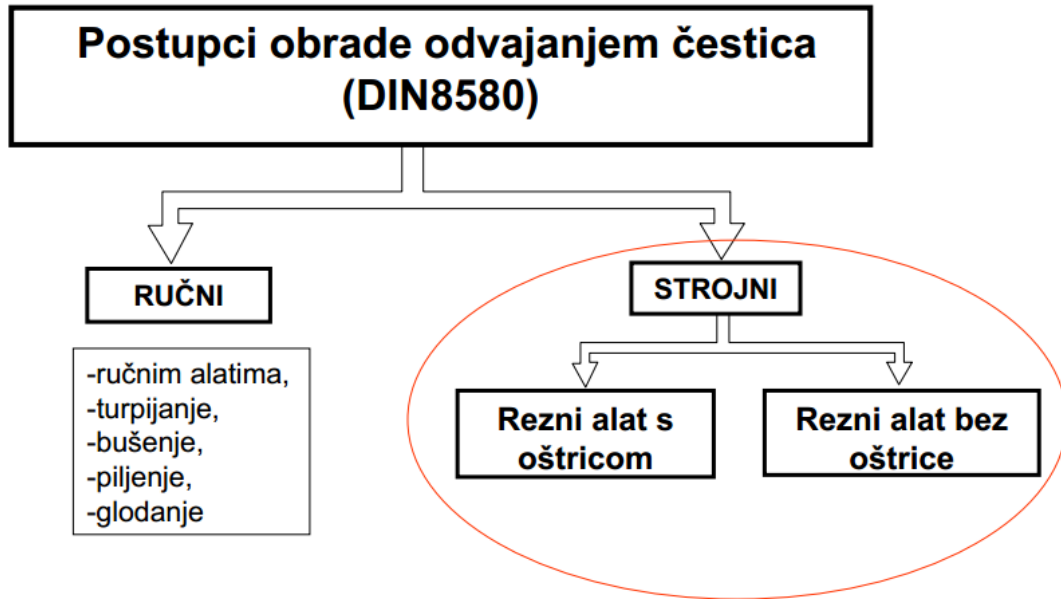 Postupci obrade odvajanjem čestica
(DIN8580)
RUČNI
-ručnim alatima,
-turpijanje,
-bušenje,
-piljenje,
-glodanje
STROJNI
Rezni alat s
oštricom
Rezni alat bez
oštrice